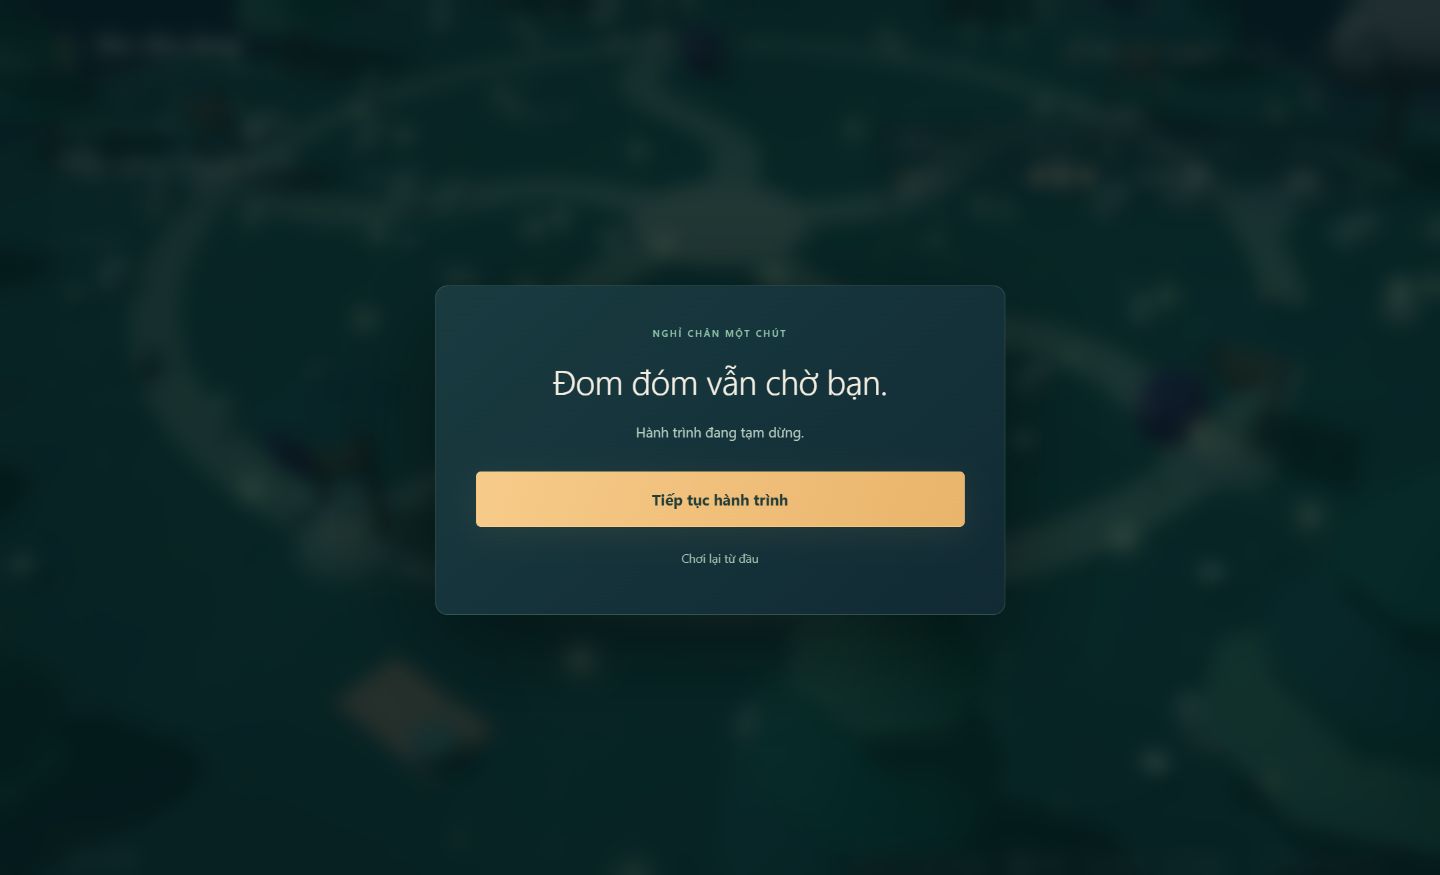 NGHỈ CHÂN MỘT CHÚT
Đom đóm vẫn chờ bạn.
Hành trình đang tạm dừng.
Tiếp tục hành trình
Chơi lại từ đầu